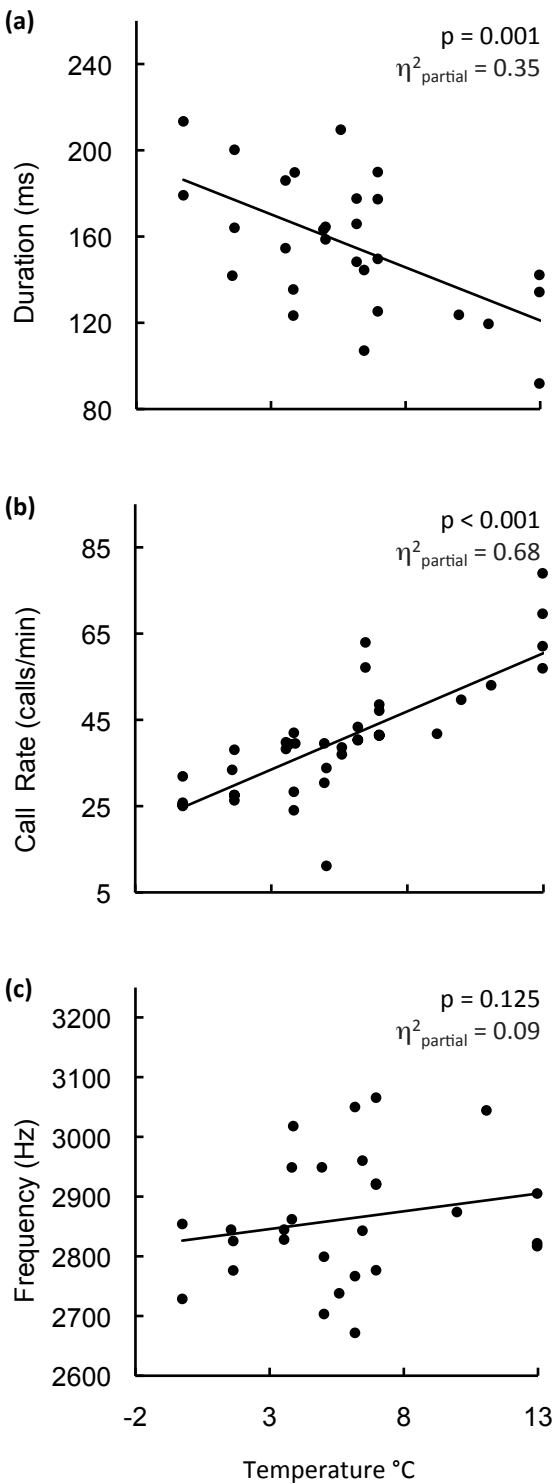 (a)
p = 0.001
η²partial = 0.35
240
200
160
120
80
Duration (ms)
(b)
p < 0.001
η²partial = 0.68
85
65
45
25
5
Call Rate (calls/min)
(c)
p = 0.125
η²partial = 0.09
3200
3100
3000
2900
2800
2700
2600
Frequency (Hz)
-2 3 8 13
Temperature °C